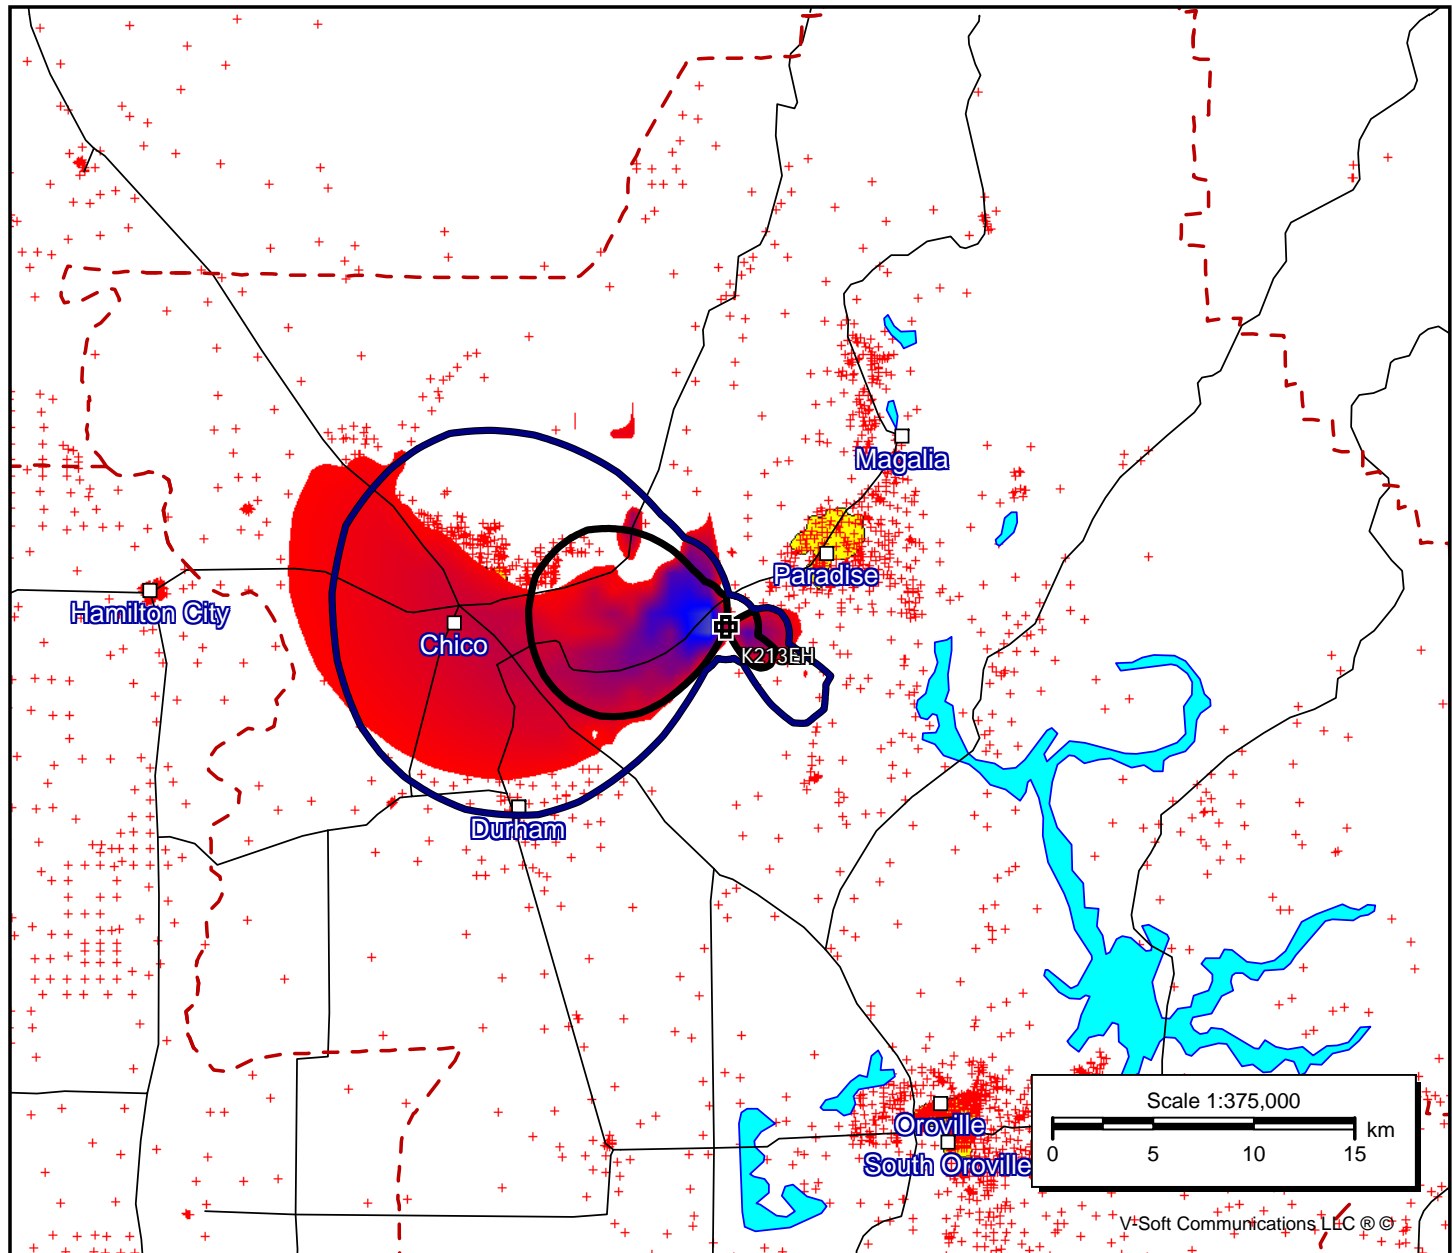 Magalia
Paradise
Hamilton City
Chico
K213EH
Durham
Oroville
South Oroville
Scale 1:375,000
km
0 5 10 15
V-Soft Communications LLC ® ©